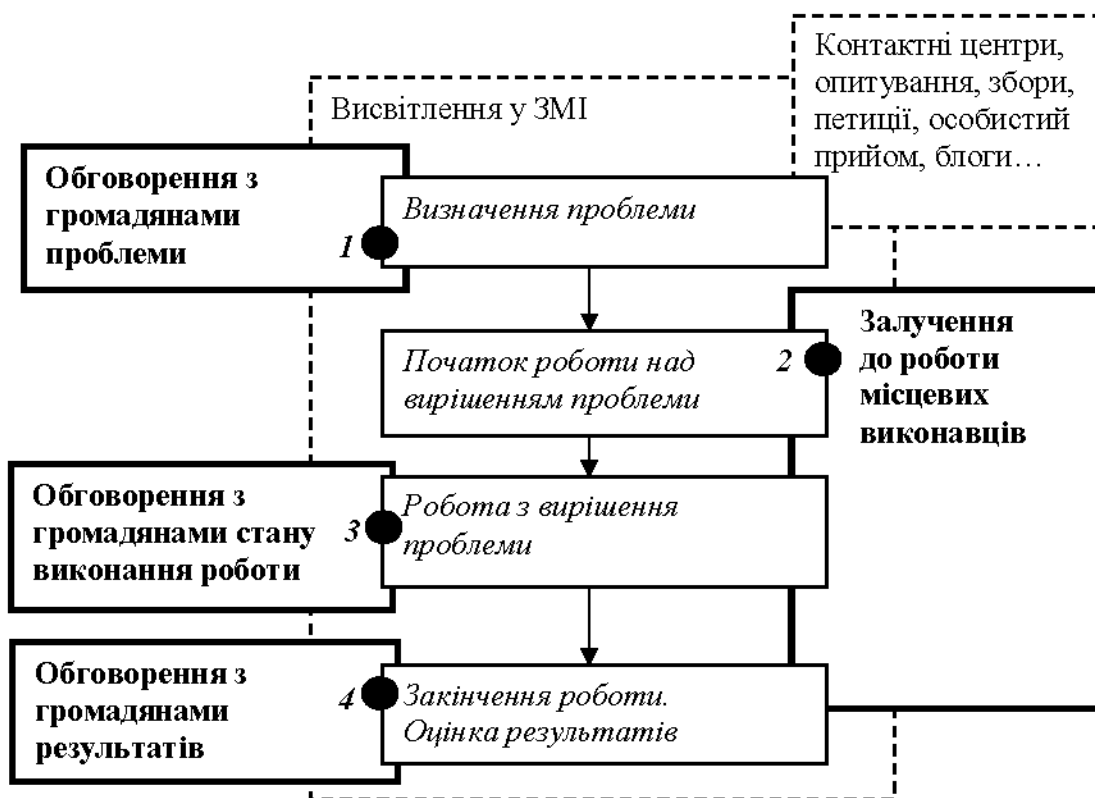 Контактні центри,
опитування, збори,
петиції, особистий
прийом, блоги…
Висвітлення у ЗМІ
Обговорення з
громадянами
проблеми
1
Визначення проблеми
Початок роботи над
вирішенням проблеми
2
Залучення
до роботи
місцевих
виконавців
Обговорення з
громадянами стану
виконання роботи
3
Робота з вирішення
проблеми
Обговорення з
громадянами
результатів
4
Закінчення роботи.
Оцінка результатів